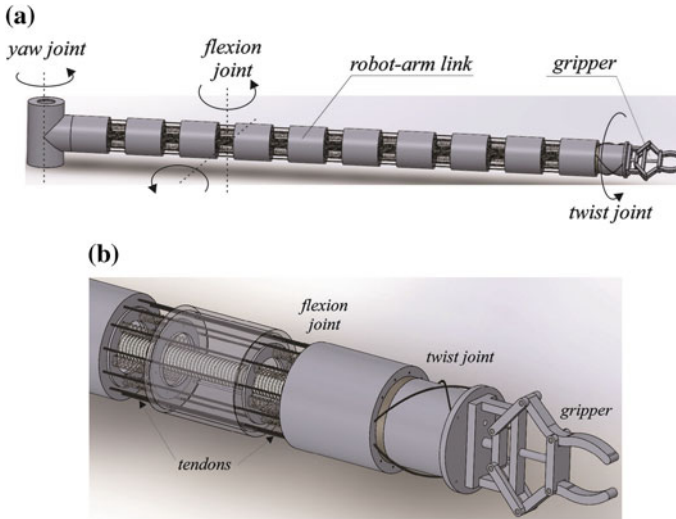 (a)
yaw joint
flexion
joint
robot-arm link
gripper
twist joint
(b)
flexion
joint
twist joint
gripper
tendons